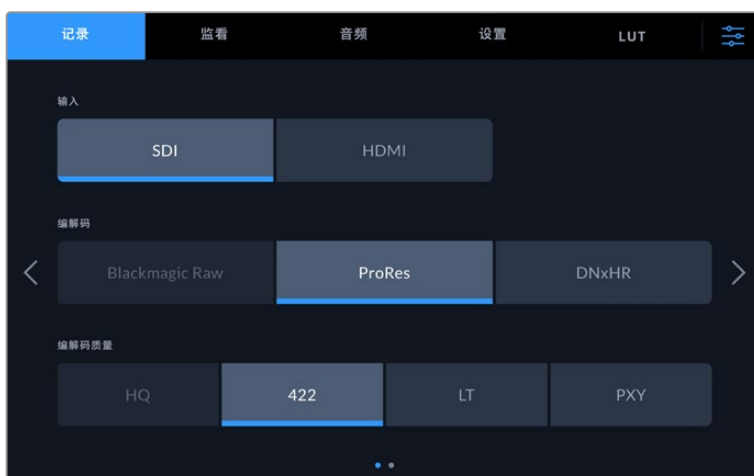 记录 监看 音频 设置 LUT
输入
SDI HDMI
编解码
Blackmagic Raw ProRes DNxHR
编解码质量
HQ 422 LT PXY